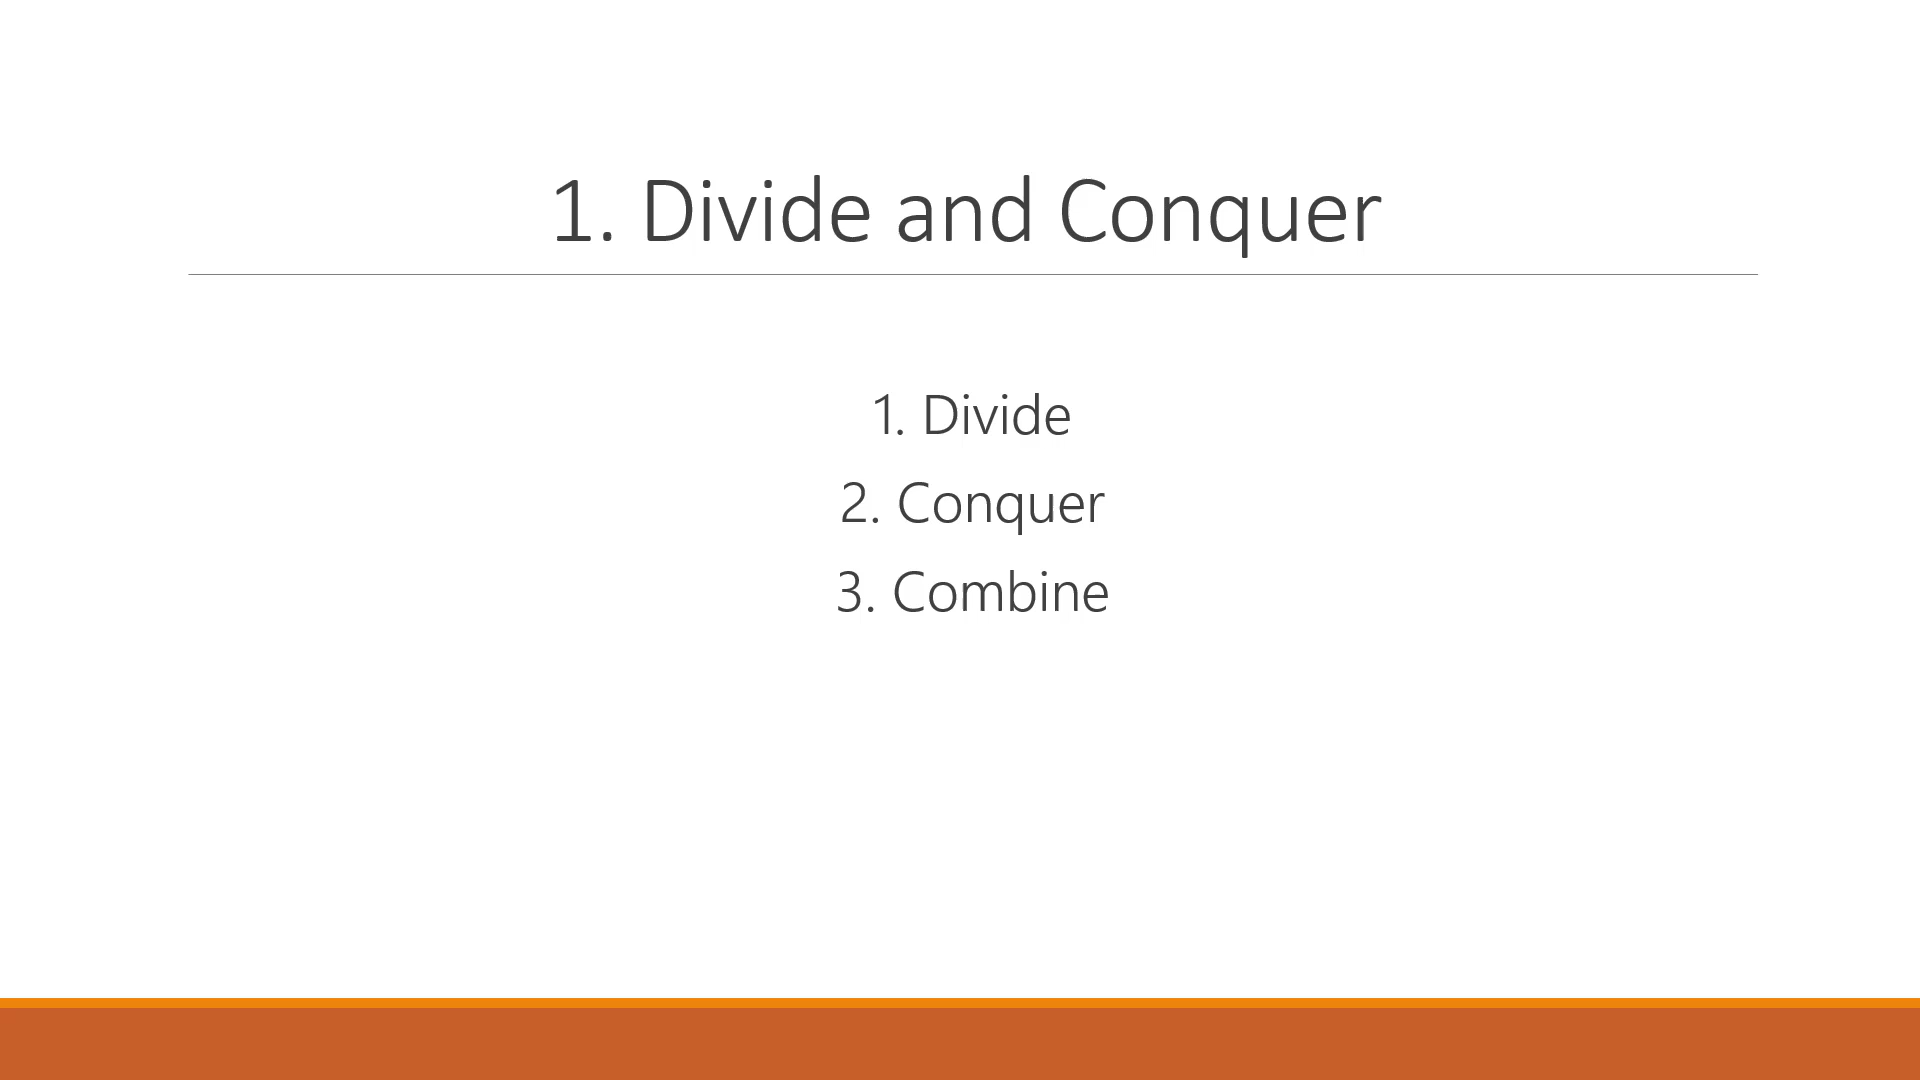 1. Divide and Conquer
1. Divide
2. Conquer
3. Combine